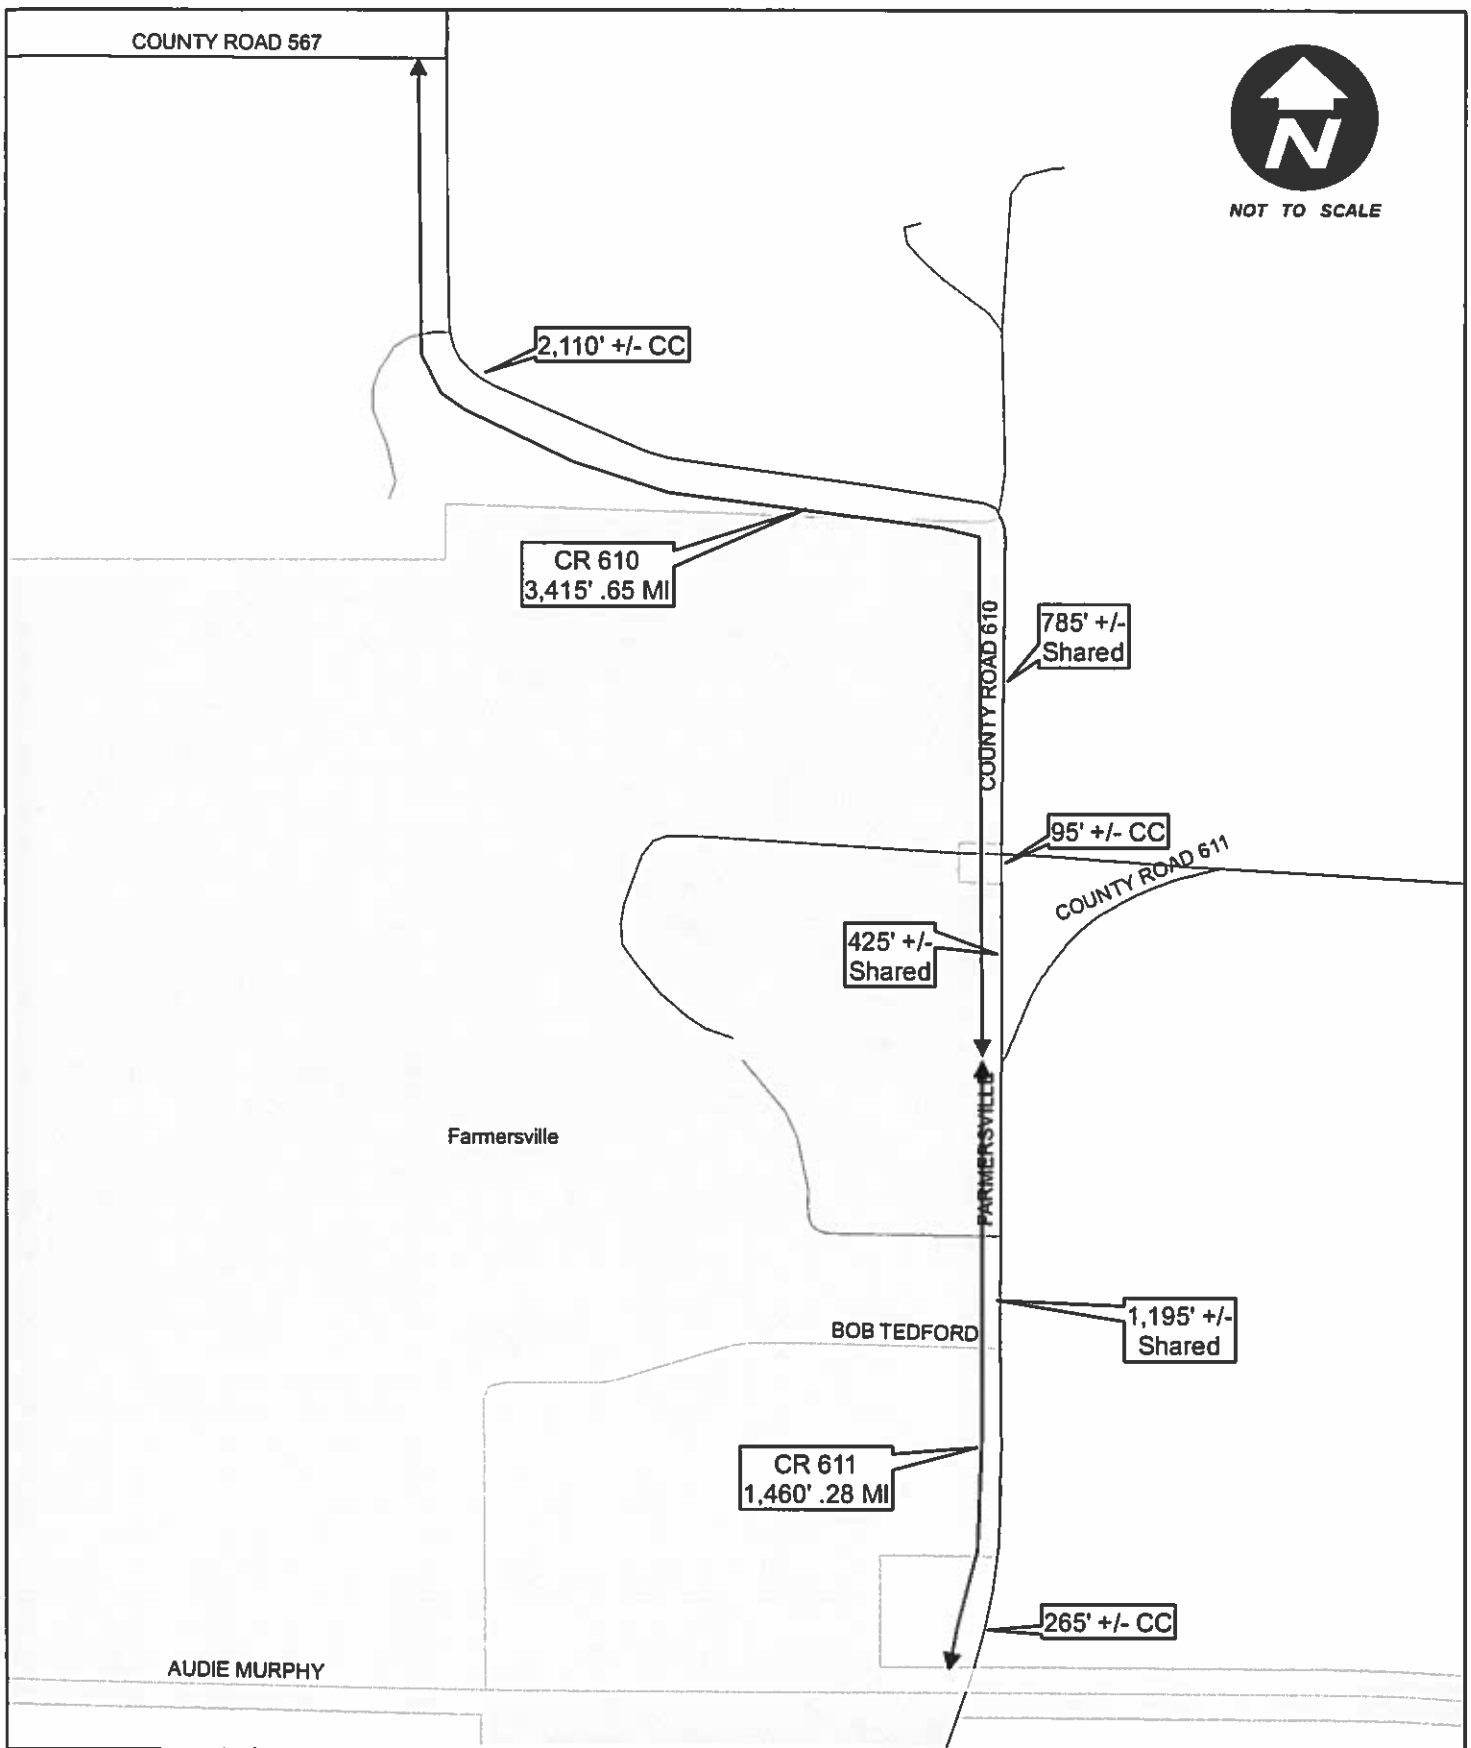 COUNTY ROAD 567
N
NOT TO SCALE
2,110' +/- CC
CR 610
3,415' .65 MI
COUNTY ROAD 610
785' +/-
Shared
95' +/- CC
COUNTY ROAD 611
425' +/-
Shared
FARMERSVILLE
Farmersville
1,195' +/-
Shared
BOB TEDFORD
CR 611
1,460' .28 MI
265' +/- CC
AUDIE MURPHY